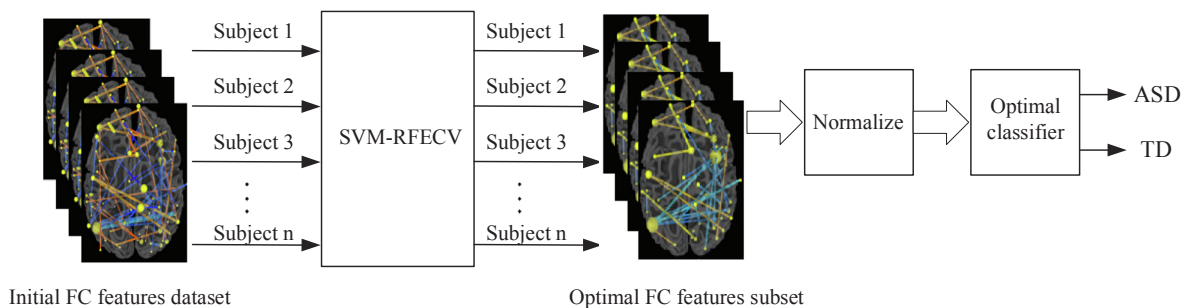 Subject 1
Subject 2
Subject 3
Subject n
SVM-RFECV
Subject 1
Subject 2
Subject 3
Subject n
Normalize
Optimal
classifier
ASD
TD
Initial FC features dataset
Optimal FC features subset